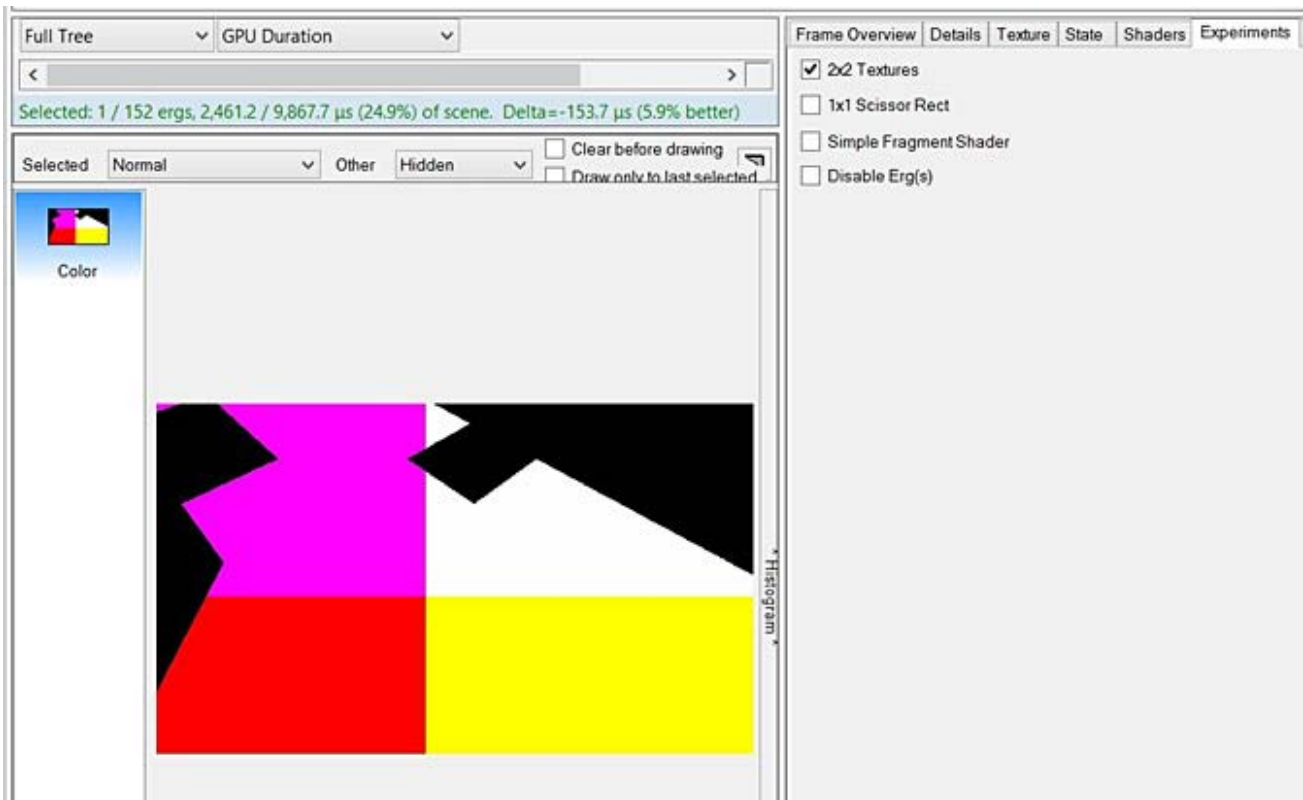 Full Tree GPU Duration
Selected: 1 / 152 ergs, 2,461.2 / 9,867.7 µs (24.9%) of scene. Delta=-153.7 µs (5.9% better)
Selected Normal Other Hidden Clear before drawing
Draw only to last selected
Color
* Histogram *
Frame Overview Details Texture State Shaders Experiments
2x2 Textures
1x1 Scissor Rect
Simple Fragment Shader
Disable Erg(s)